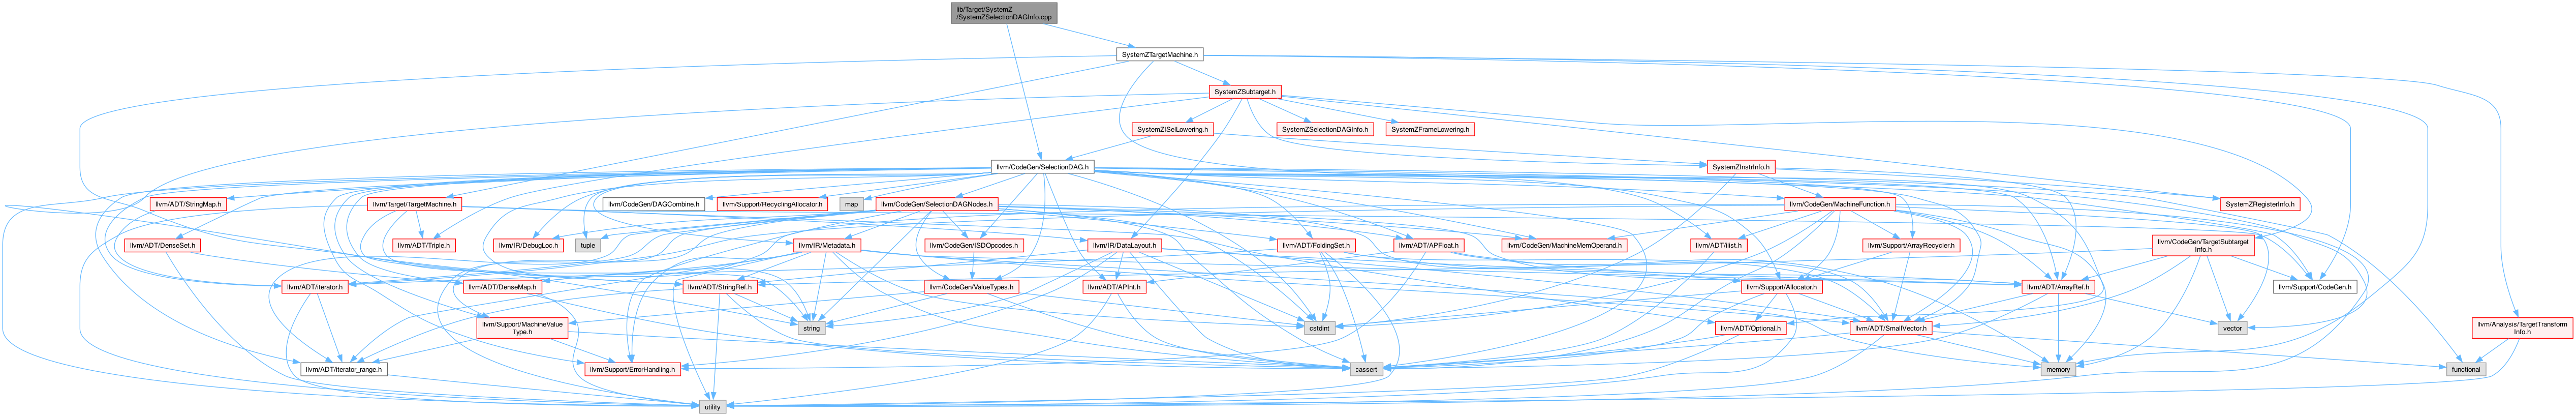 lib/Target/SystemZ
/SystemZSelectionDAGInfo.cpp
SystemZTargetMachine.h
SystemZSubtarget.h
SystemZISelLowering.h
SystemZSelectionDAGInfo.h
SystemZFrameLowering.h
llvm/CodeGen/SelectionDAG.h
SystemZInstrInfo.h
llvm/ADT/StringMap.h
llvm/Target/TargetMachine.h
llvm/CodeGen/DAGCombine.h
llvm/Support/RecyclingAllocator.h
map
llvm/CodeGen/SelectionDAGNodes.h
llvm/CodeGen/MachineFunction.h
SystemZRegisterInfo.h
llvm/ADT/DenseSet.h
llvm/ADT/Triple.h
llvm/IR/DebugLoc.h
tuple
llvm/IR/Metadata.h
llvm/CodeGen/ISDOpcodes.h
llvm/IR/DataLayout.h
llvm/ADT/FoldingSet.h
llvm/ADT/APFloat.h
llvm/CodeGen/MachineMemOperand.h
llvm/ADT/ilist.h
llvm/Support/ArrayRecycler.h
llvm/CodeGen/TargetSubtarget
Info.h
llvm/ADT/iterator.h
llvm/ADT/DenseMap.h
llvm/ADT/StringRef.h
llvm/CodeGen/ValueTypes.h
llvm/ADT/APInt.h
llvm/Support/Allocator.h
llvm/ADT/ArrayRef.h
llvm/Support/CodeGen.h
llvm/Support/MachineValue
Type.h
string
cstdint
llvm/ADT/Optional.h
llvm/ADT/SmallVector.h
vector
llvm/Analysis/TargetTransform
Info.h
llvm/ADT/iterator_range.h
llvm/Support/ErrorHandling.h
cassert
memory
functional
utility